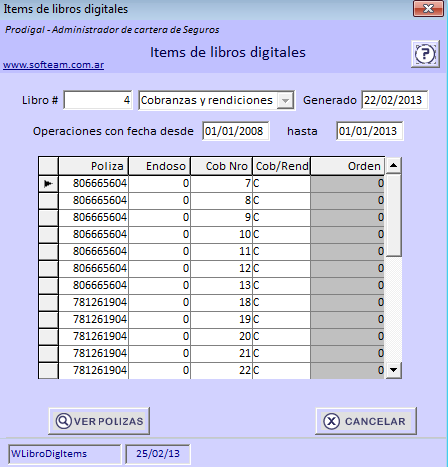 Items de libros digitales
Prodigal - Administrador de cartera de Seguros
Items de libros digitales
www.softeam.com.ar
Libro # 4 Cobranzas y rendiciones Generado 22/02/2013
Operaciones con fecha desde 01/01/2008 hasta 01/01/2013
Poliza Endoso Cob Nro Cob/Rend Orden
806665604 0 7 C 0
806665604 0 8 C 0
806665604 0 9 C 0
806665604 0 10 C 0
806665604 0 11 C 0
806665604 0 12 C 0
806665604 0 13 C 0
781261904 0 18 C 0
781261904 0 19 C 0
781261904 0 20 C 0
781261904 0 21 C 0
781261904 0 22 C 0
VER POLIZAS CANCELAR
WLibroDigItems 25/02/13